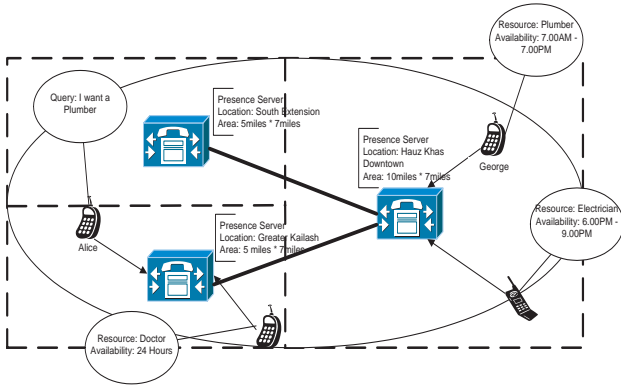 Resource: Plumber
Availability: 7.00AM -
7.00PM
Query: I want a
Plumber
Presence Server
Location: South Extension
Area: 5miles * 7miles
Presence Server
Location: Hauz Khas
Downtown
Area: 10miles * 7miles
George
Resource: Electrician
Availability: 6.00PM -
9.00PM
Alice
Presence Server
Location: Greater Kailash
Area: 5 miles * 7miles
Resource: Doctor
Availability: 24 Hours